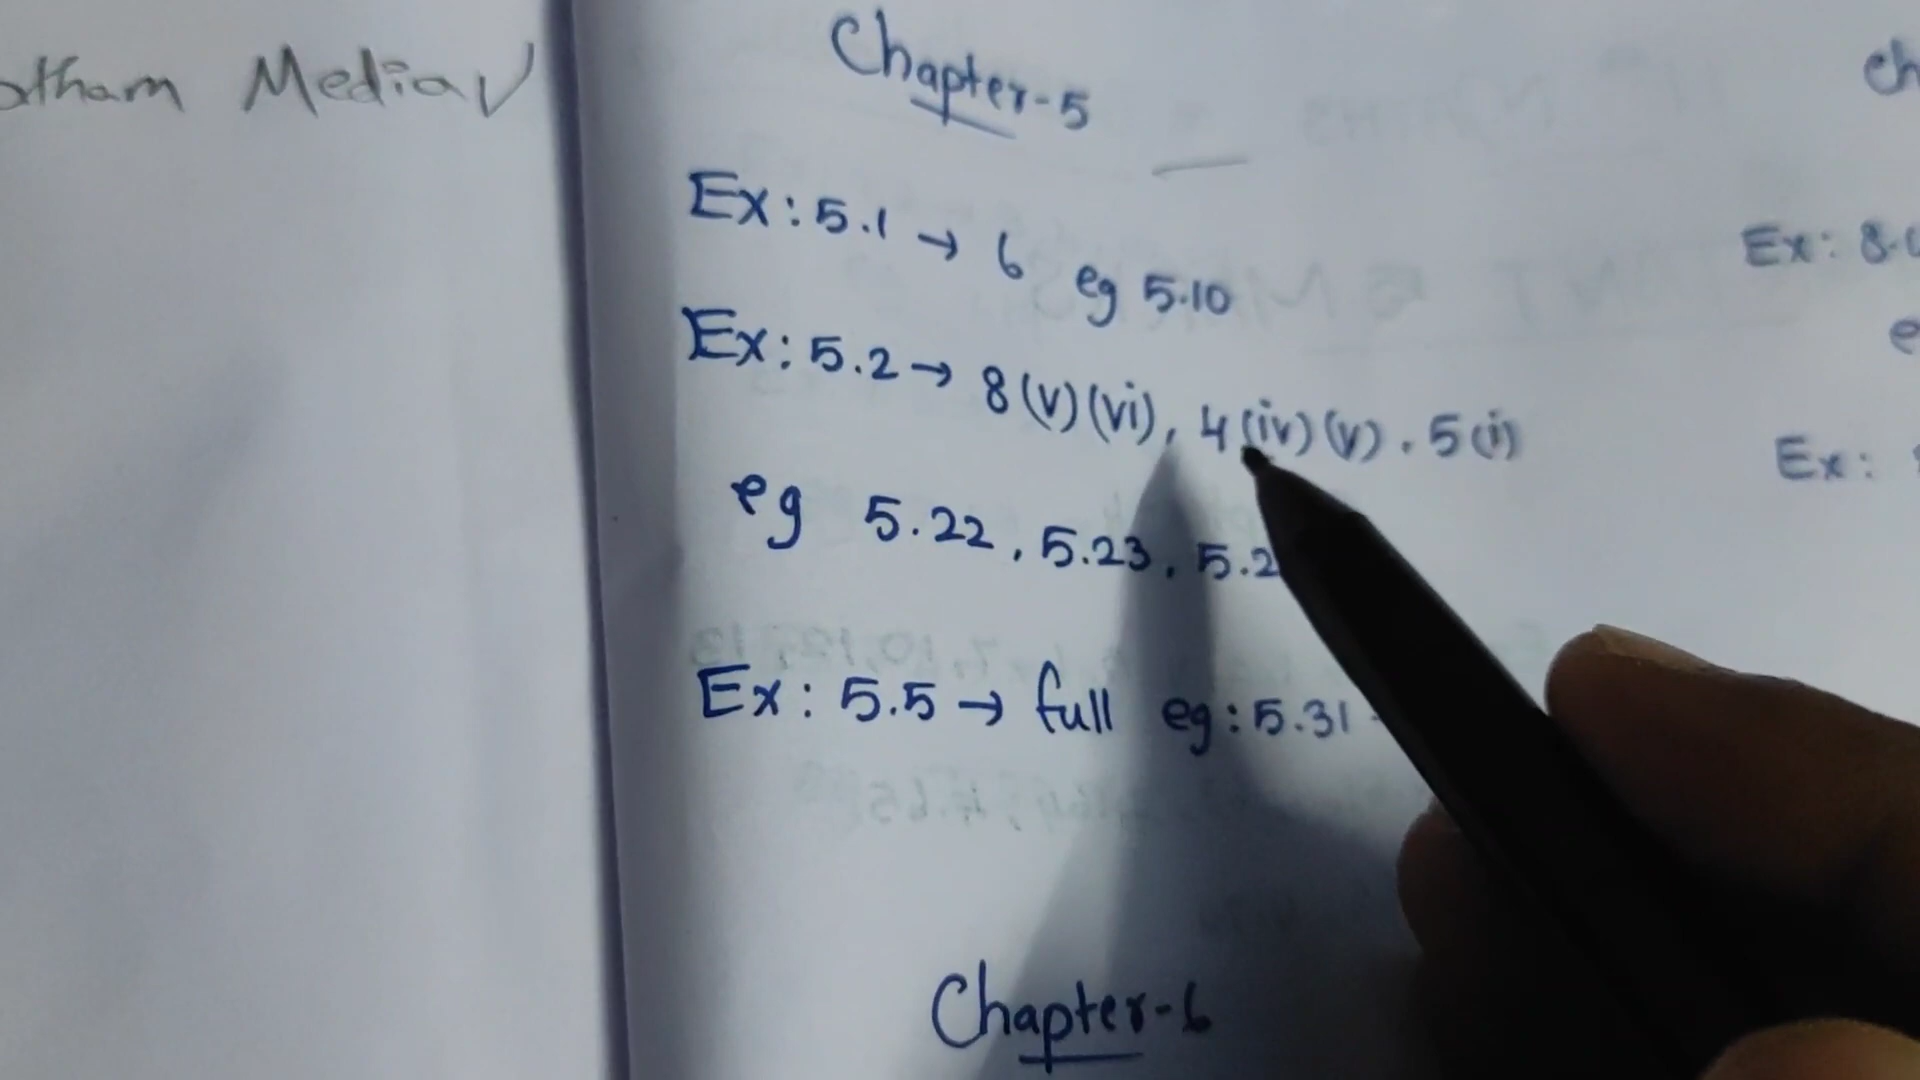 Media
Chapter-5
Ex: 5.1 → 6 eg 5.10
Ex: 5.2 → 8(v)(vi), 4(iv)(v), 5(i)
eg 5.22, 5.23,
Ex: 5.5 → full eg: 5.31
Chapter-6
Ex:
Ex: